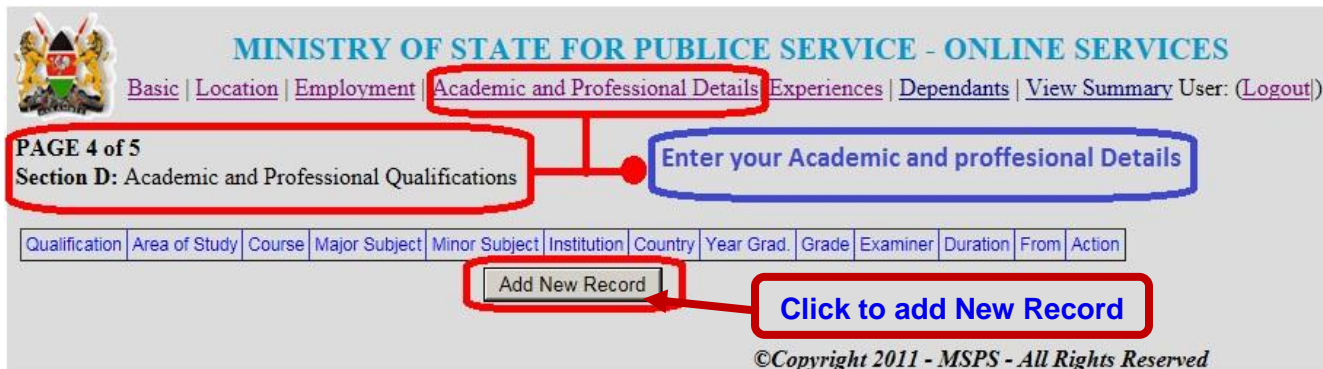 MINISTRY OF STATE FOR PUBLICE SERVICE - ONLINE SERVICES
Basic | Location | Employment | Academic and Professional Details Experiences | Dependants | View Summary User: (Logout|)
PAGE 4 of 5
Section D: Academic and Professional Qualifications
Enter your Academic and proffesional Details
Qualification Area of Study Course Major Subject Minor Subject Institution Country Year Grad. Grade Examiner Duration From Action
Add New Record
Click to add New Record
©Copyright 2011 - MSPS - All Rights Reserved